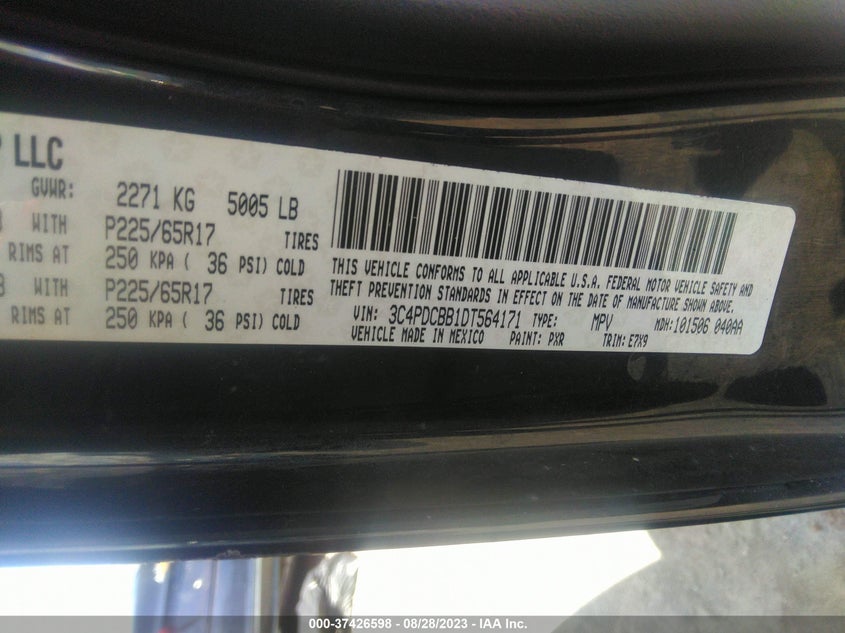 LLC
GVWR: 2271 KG 5005 LB
WITH P225/65R17 TIRES
RIMS AT 250 KPA ( 36 PSI) COLD
WITH P225/65R17 TIRES
250 KPA ( 36 PSI) COLD
THIS VEHICLE CONFORMS TO ALL APPLICABLE U.S.A. FEDERAL MOTOR VEHICLE SAFETY AND
THEFT PREVENTION STANDARDS IN EFFECT ON THE DATE OF MANUFACTURE SHOWN ABOVE.
VIN: 3C4PDCBB1DT564171 TYPE: MPV MDH:101506 040AA
VEHICLE MADE IN MEXICO PAINT: PXR TRIM: E7X9
000-37426598 - 08/28/2023 - IAA Inc.